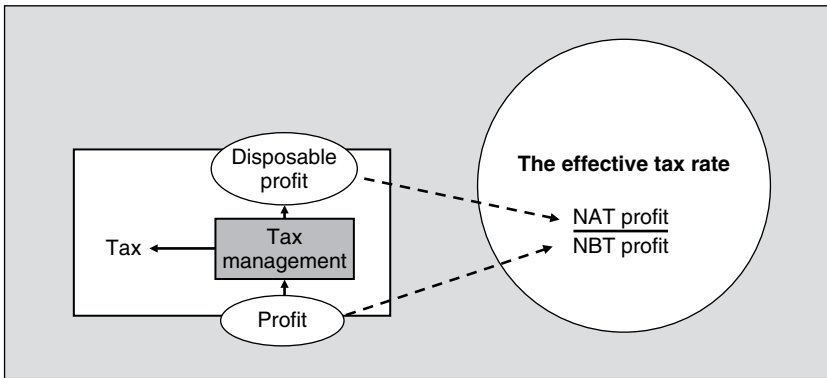 Disposable
profit
Tax
Tax
management
Profit
The effective tax rate
NAT profit
NBT profit